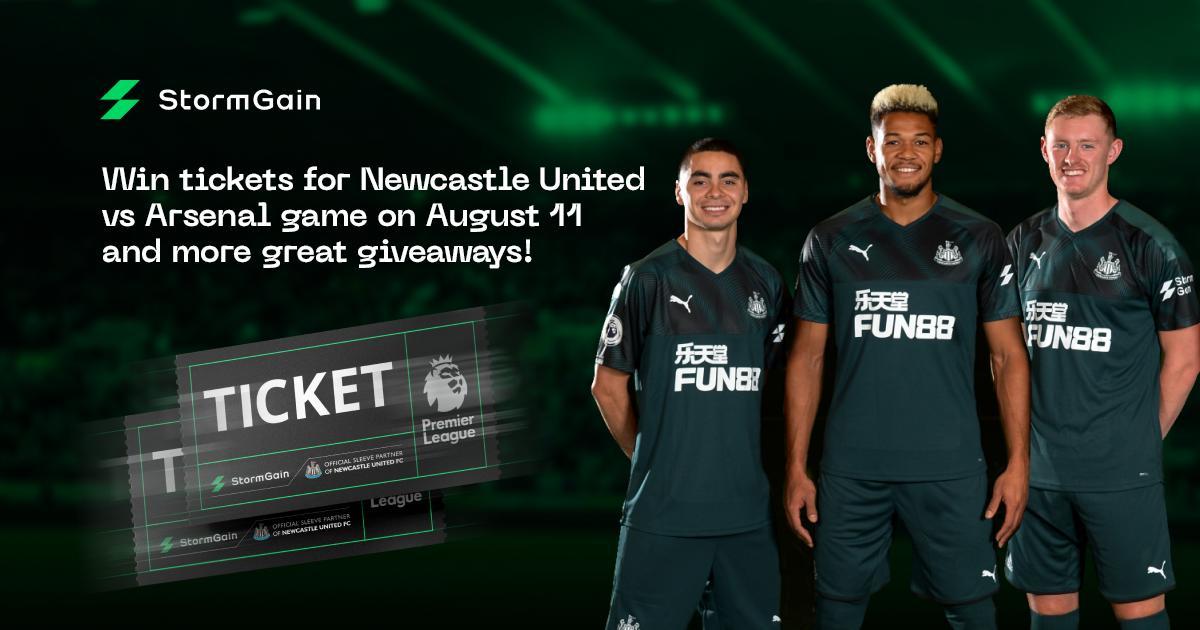 StormGain
Win tickets for Newcastle United
vs Arsenal game on August 11
and more great giveaways!
TICKET
Premier
League
StormGain
OFFICIAL SLEEVE PARTNER
OF NEWCASTLE UNITED FC
T
League
StormGain
OFFICIAL SLEEVE PARTNER
OF NEWCASTLE UNITED FC
乐天堂
FUN88
乐天堂
FUN88
乐天堂
FUN88
Storm
Gain